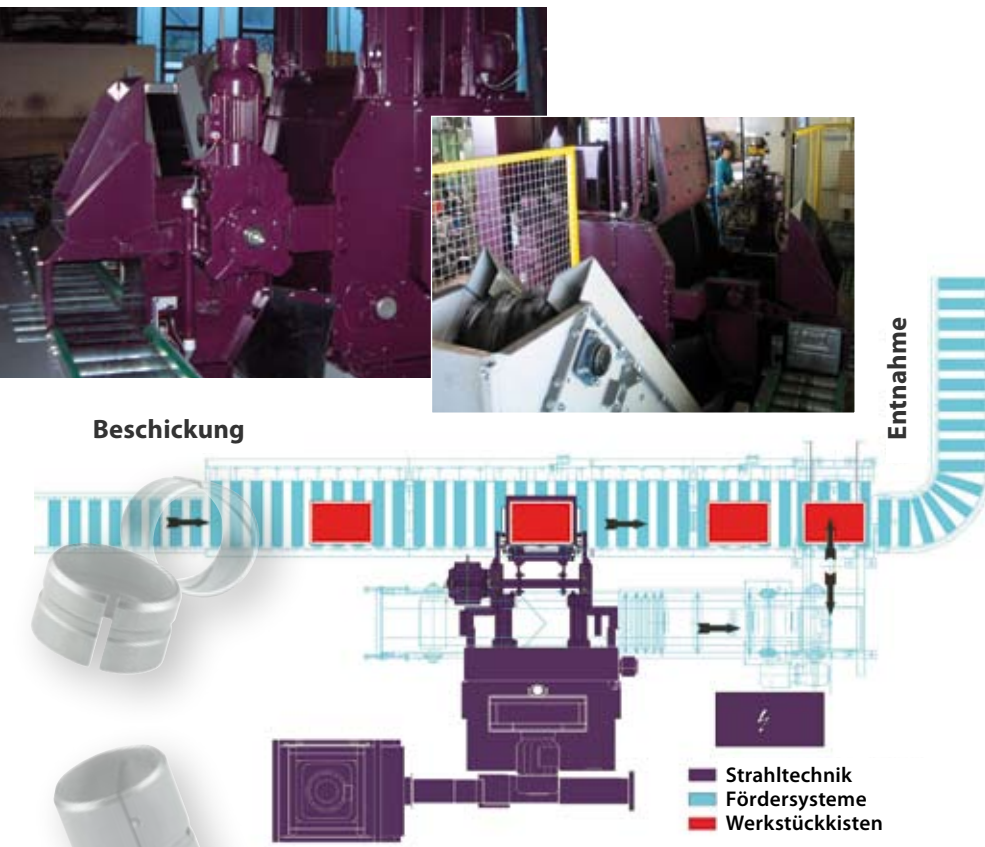 Beschickung
Entnahme
Strahltechnik
Fördersysteme
Werkstückkisten